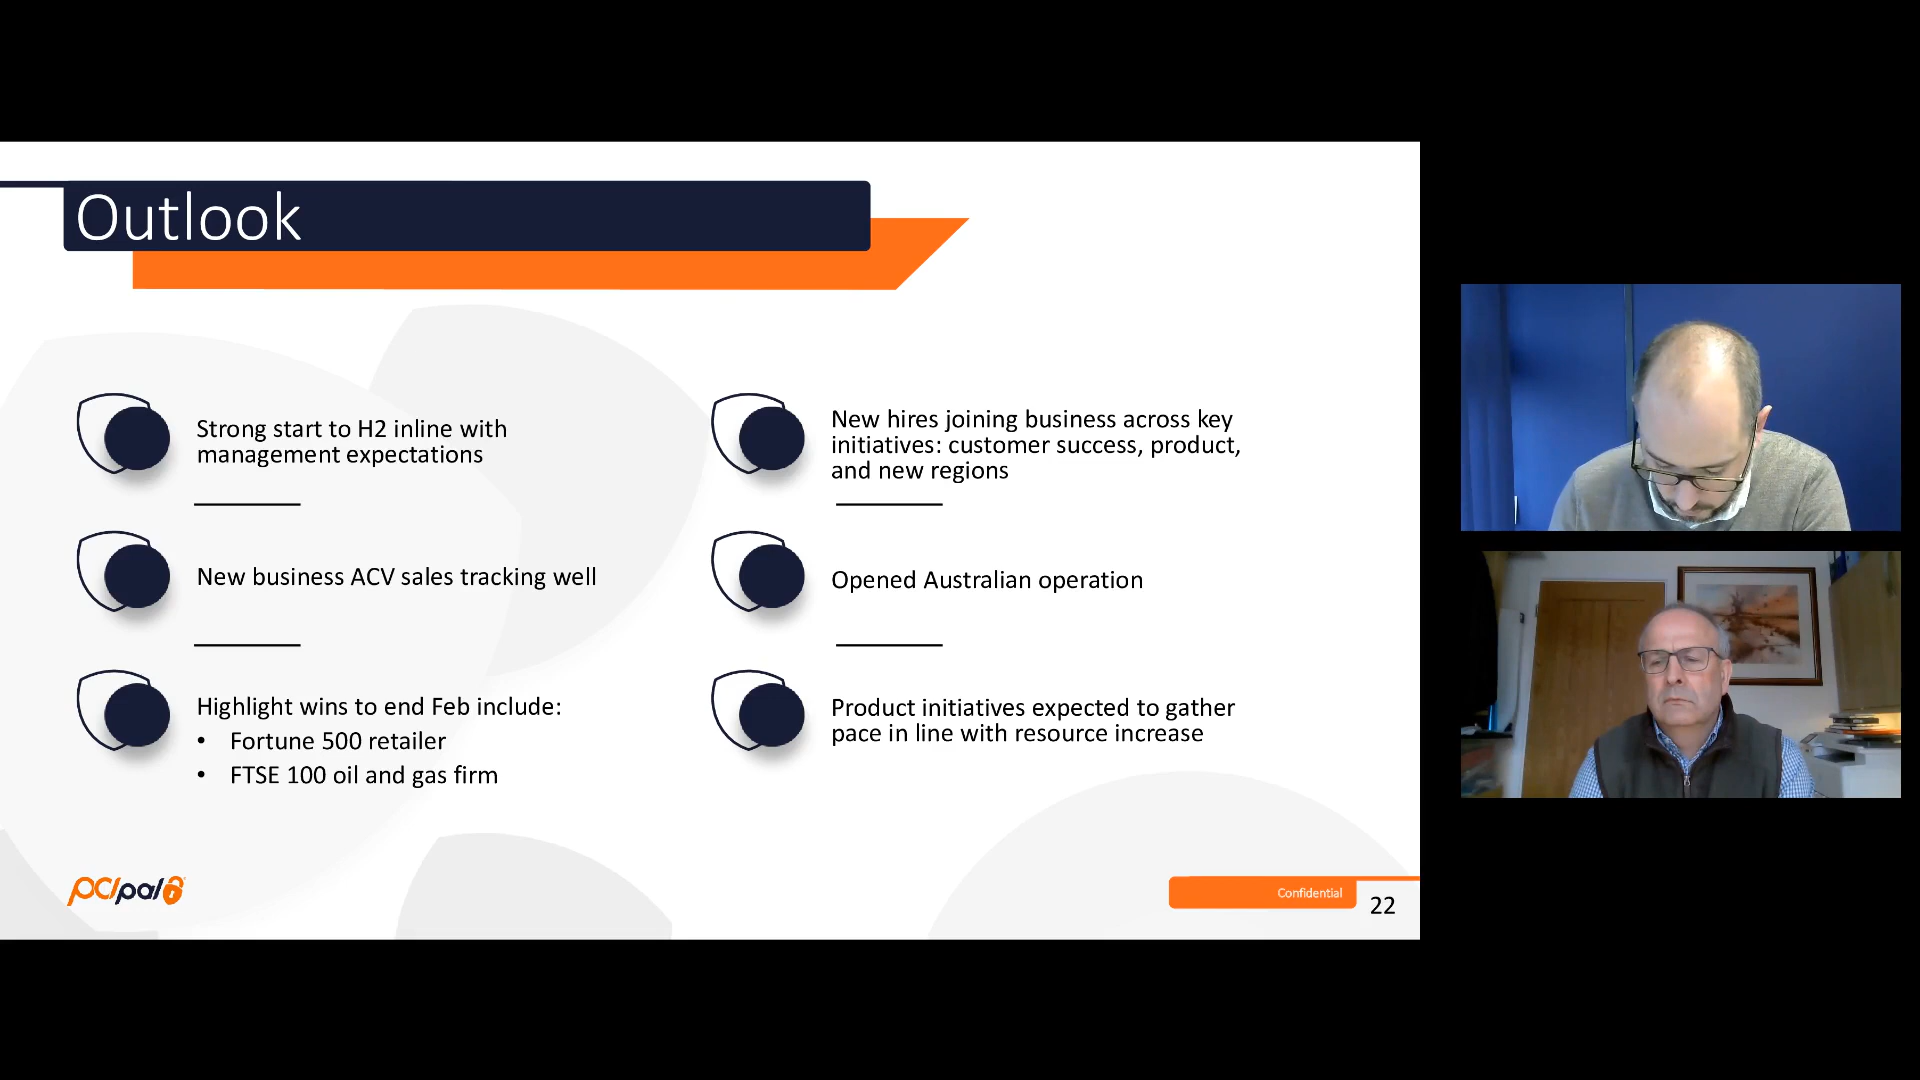 Outlook
Strong start to H2 inline with
management expectations
New business ACV sales tracking well
Highlight wins to end Feb include:
• Fortune 500 retailer
• FTSE 100 oil and gas firm
New hires joining business across key
initiatives: customer success, product,
and new regions
Opened Australian operation
Product initiatives expected to gather
pace in line with resource increase
pcipal
Confidential
22